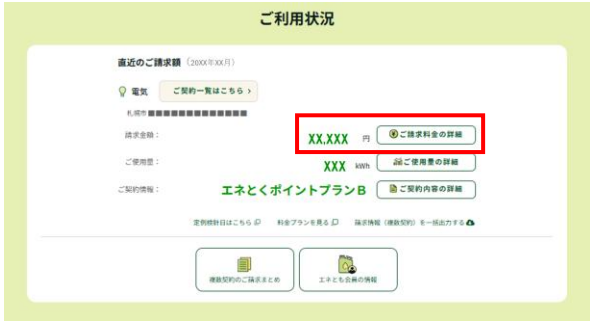 ご利用状況
直近のご請求額（20XX年XX月）
電気 ご契約一覧はこちら ›
札幌市■■■■■■■■■■■■■
請求金額： XX,XXX 円 ご請求料金の詳細
ご使用量： XXX kWh ご使用量の詳細
ご契約情報： エネとくポイントプランB ご契約内容の詳細
定例検針日はこちら 料金プランを見る 請求情報（複数契約）を一括出力する
複数契約のご請求まとめ エネとも会員の情報